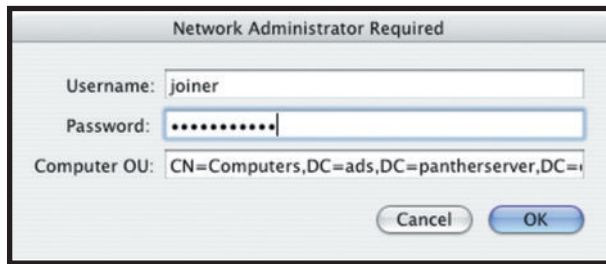 Network Administrator Required
Username: joiner
Password: •••••••••••
Computer OU: CN=Computers,DC=ads,DC=pantherserver,DC=
Cancel OK